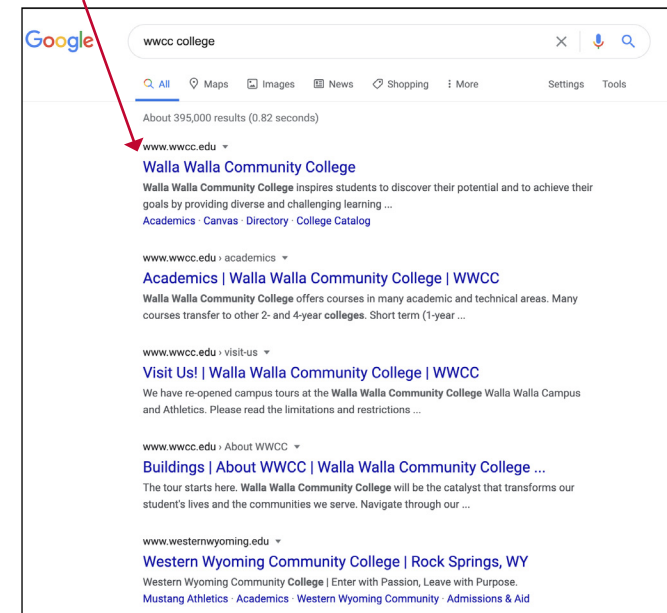 Google
wwcc college
All Maps Images News Shopping More Settings Tools
About 395,000 results (0.82 seconds)
www.wwcc.edu
Walla Walla Community College
Walla Walla Community College inspires students to discover their potential and to achieve their
goals by providing diverse and challenging learning ...
Academics · Canvas · Directory · College Catalog
www.wwcc.edu › academics
Academics | Walla Walla Community College | WWCC
Walla Walla Community College offers courses in many academic and technical areas. Many
courses transfer to other 2- and 4-year colleges. Short term (1-year ...
www.wwcc.edu › visit-us
Visit Us! | Walla Walla Community College | WWCC
We have re-opened campus tours at the Walla Walla Community College Walla Walla Campus
and Athletics. Please read the limitations and restrictions ...
www.wwcc.edu › About WWCC
Buildings | About WWCC | Walla Walla Community College ...
The tour starts here. Walla Walla Community College will be the catalyst that transforms our
student's lives and the communities we serve. Navigate through our ...
www.westernwyoming.edu
Western Wyoming Community College | Rock Springs, WY
Western Wyoming Community College | Enter with Passion, Leave with Purpose.
Mustang Athletics · Academics · Western Wyoming Community · Admissions & Aid